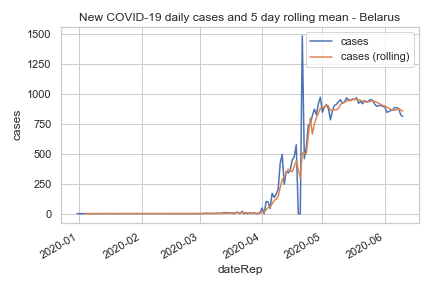 New COVID-19 daily cases and 5 day rolling mean - Belarus
cases
cases (rolling)
1500
1250
1000
750
500
250
0
cases
2020-01
2020-02
2020-03
2020-04
2020-05
2020-06
dateRep